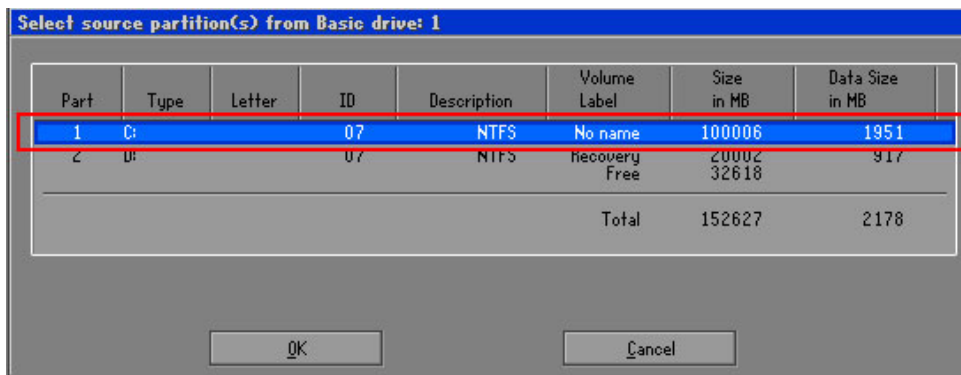 Select source partition(s) from Basic drive: 1
Part Type Letter ID Description Volume Label Size in MB Data Size in MB
1 C: 07 NTFS No name 100006 1951
2 D: 07 NTFS Recovery 20002 917
Free 32618
Total 152627 2178
OK Cancel